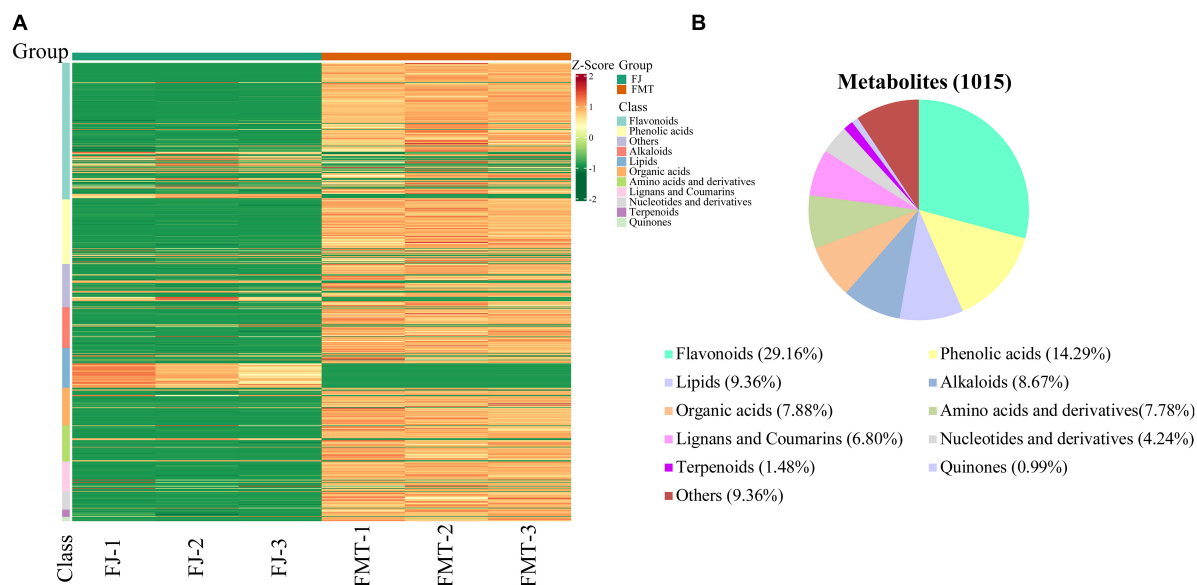 A
Group
Z-Score
2
1
0
-1
-2
Group
FJ
FMT
Class
Flavonoids
Phenolic acids
Others
Alkaloids
Lipids
Organic acids
Amino acids and derivatives
Lignans and Coumarins
Nucleotides and derivatives
Terpenoids
Quinones
Class
FJ-1
FJ-2
FJ-3
FMT-1
FMT-2
FMT-3
B
Metabolites (1015)
Flavonoids (29.16%)
Phenolic acids (14.29%)
Lipids (9.36%)
Alkaloids (8.67%)
Organic acids (7.88%)
Amino acids and derivatives(7.78%)
Lignans and Coumarins (6.80%)
Nucleotides and derivatives (4.24%)
Terpenoids (1.48%)
Quinones (0.99%)
Others (9.36%)